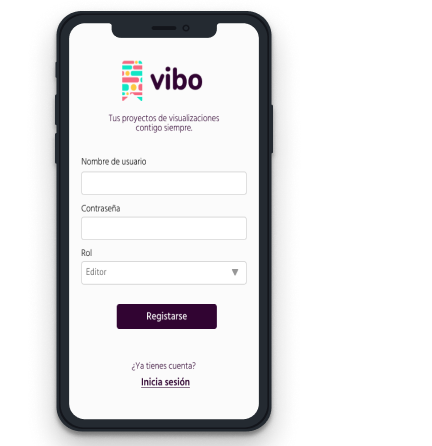 vibo
Tus proyectos de visualizaciones
contigo siempre.
Nombre de usuario
Contraseña
Rol
Editor
Registarse
¿Ya tienes cuenta?
Inicia sesión